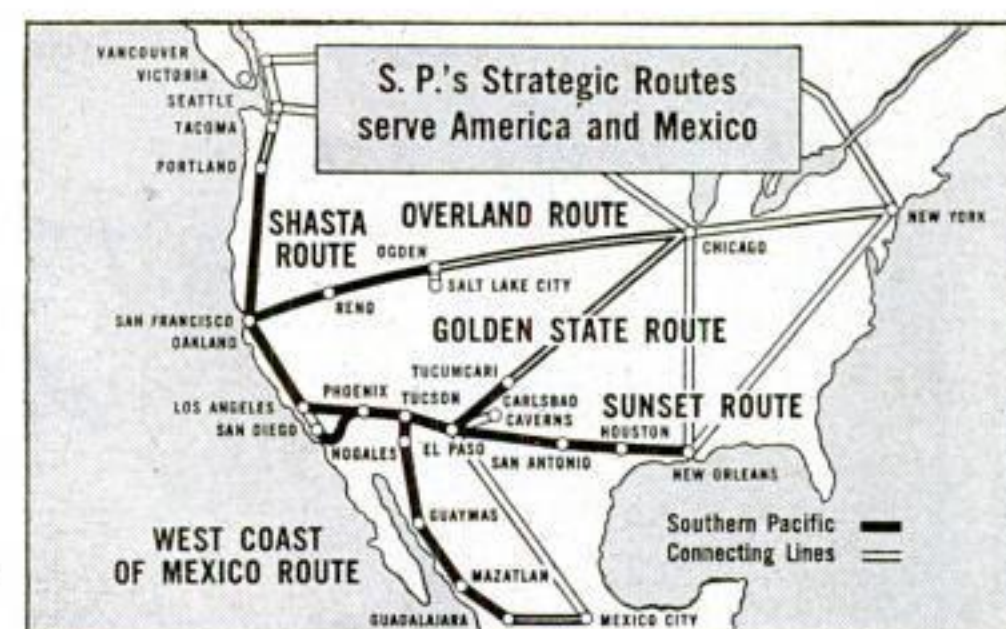 S. P.'s Strategic Routes
serve America and Mexico
VANCOUVER
VICTORIA
SEATTLE
TACOMA
PORTLAND
SHASTA
ROUTE
OVERLAND ROUTE
OGDEN
SALT LAKE CITY
RENO
CHICAGO
NEW YORK
SAN FRANCISCO
OAKLAND
GOLDEN STATE ROUTE
TUCUMCARI
CARLSBAD
CAVERNS
PHOENIX
TUCSON
LOS ANGELES
SAN DIEGO
NOGALES
EL PASO
SUNSET ROUTE
HOUSTON
SAN ANTONIO
NEW ORLEANS
GUAYMAS
WEST COAST
OF MEXICO ROUTE
MAZATLAN
GUADALAJARA
MEXICO CITY
Southern Pacific
Connecting Lines